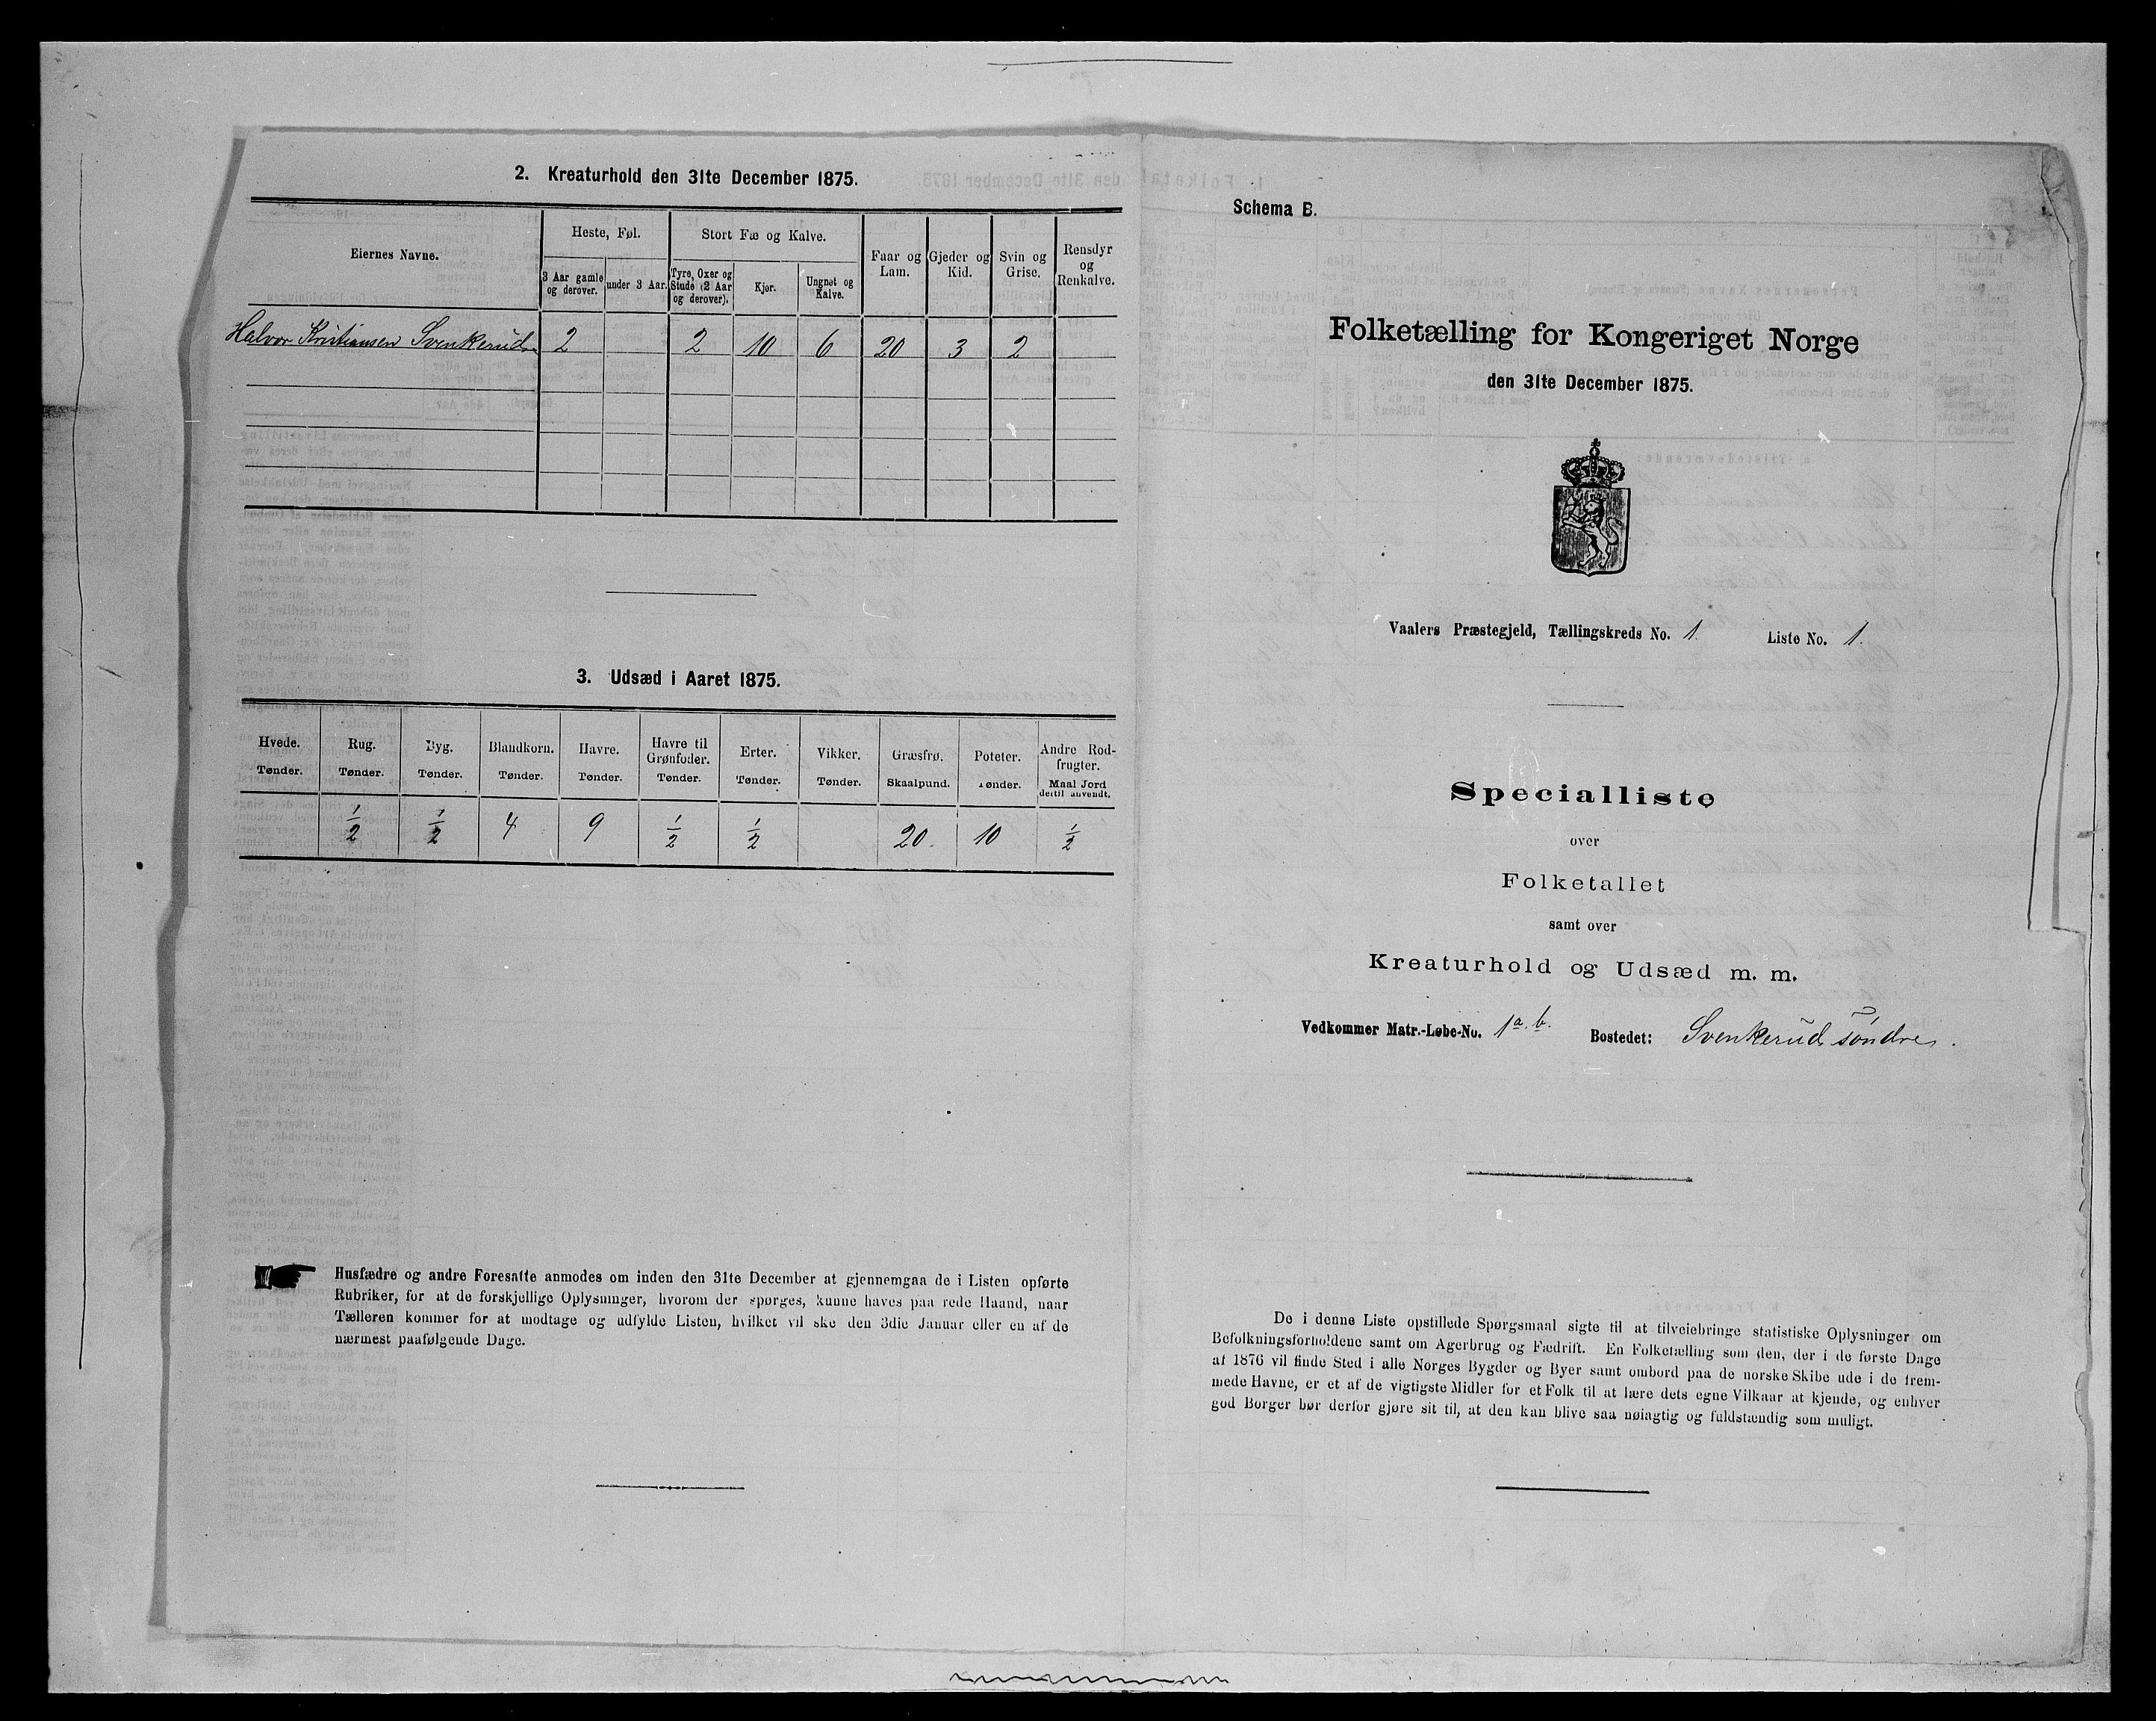 2. Kreaturhold den 31te December 1875.
Eiernes Navne.
Heste, Føl.
Stort Fæ og Kalve.
Faar og Lam.
Gjeder og Kid.
Svin og Grise.
Rensdyr og Renkalve.
3 Aar gamle og derover.
under 3 Aar.
Tyre, Oxer og Stude (2 Aar og derover).
Kjør.
Ungnøt og Kalve.
Halvor Kristiansen Svenkerud 2 2 10 6 20 3 2
3. Udsæd i Aaret 1875.
Hvede. Rug. Byg. Blandkorn. Havre. Havre til Grønfoder. Erter. Vikker. Græsfrø. Poteter. Andre Rodfrugter.
Tønder. Tønder. Tønder. Tønder. Tønder. Tønder. Tønder. Tønder. Skaalpund. Tønder. Maal Jord dertil anvendt.
1/2 1/2 4 9 1/2 1/2 20. 10 1/2
Husfædre og andre Foresatte anmodes om inden den 31te December at gjennemgaa de i Listen opførte
Rubriker, for at de forskjellige Oplysninger, hvorom der spørges, kunne haves paa rede Haand, naar
Tælleren kommer for at modtage og udfylde Listen, hvilket vil ske den 3die Januar eller en af de
nærmest paafølgende Dage.
Schema B.
Folketælling for Kongeriget Norge
den 31te December 1875.
Vaalers Præstegjeld, Tællingskreds No. 1. Liste No. 1.
Specialliste
over
Folketallet
samt over
Kreaturhold og Udsæd m. m.
Vedkommer Matr.-Løbe-No. 1a.b. Bostedet: Svenkerud søndre.
De i denne Liste opstillede Spørgsmaal sigte til at tilveiebringe statistiske Oplysninger om
Befolkningsforholdene samt om Agerbrug og Fædrift. En Folketælling som den, der i de første Dage
af 1876 vil finde Sted i alle Norges Bygder og Byer samt ombord paa de norske Skibe ude i de frem-
mede Havne, er et af de vigtigste Midler for et Folk til at lære dets egne Vilkaar at kjende, og enhver
god Borger bør derfor gjøre sit til, at den kan blive saa nøiagtig og fuldstændig som muligt.